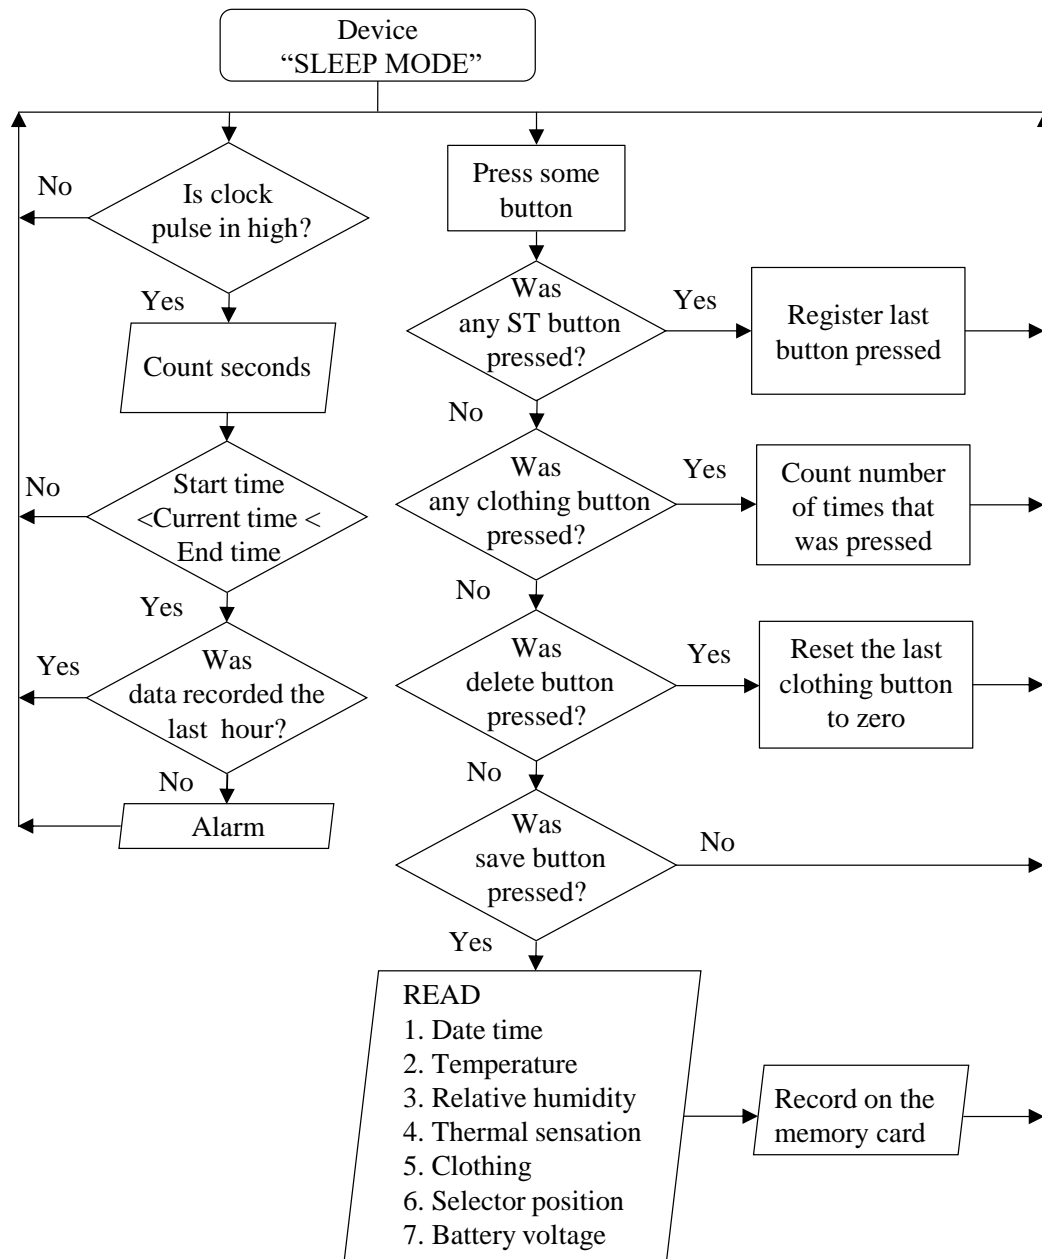 Device
“SLEEP MODE”
No
Is clock
pulse in high?
Yes
Count seconds
No
Start time
<Current time <
End time
Yes
Yes
Was
data recorded the
last hour?
No
Alarm
Press some
button
Was
any ST button
pressed?
Yes
Register last
button pressed
No
Was
any clothing button
pressed?
Yes
Count number
of times that
was pressed
No
Was
delete button
pressed?
Yes
Reset the last
clothing button
to zero
No
Was
save button
pressed?
No
Yes
READ
1. Date time
2. Temperature
3. Relative humidity
4. Thermal sensation
5. Clothing
6. Selector position
7. Battery voltage
Record on the
memory card